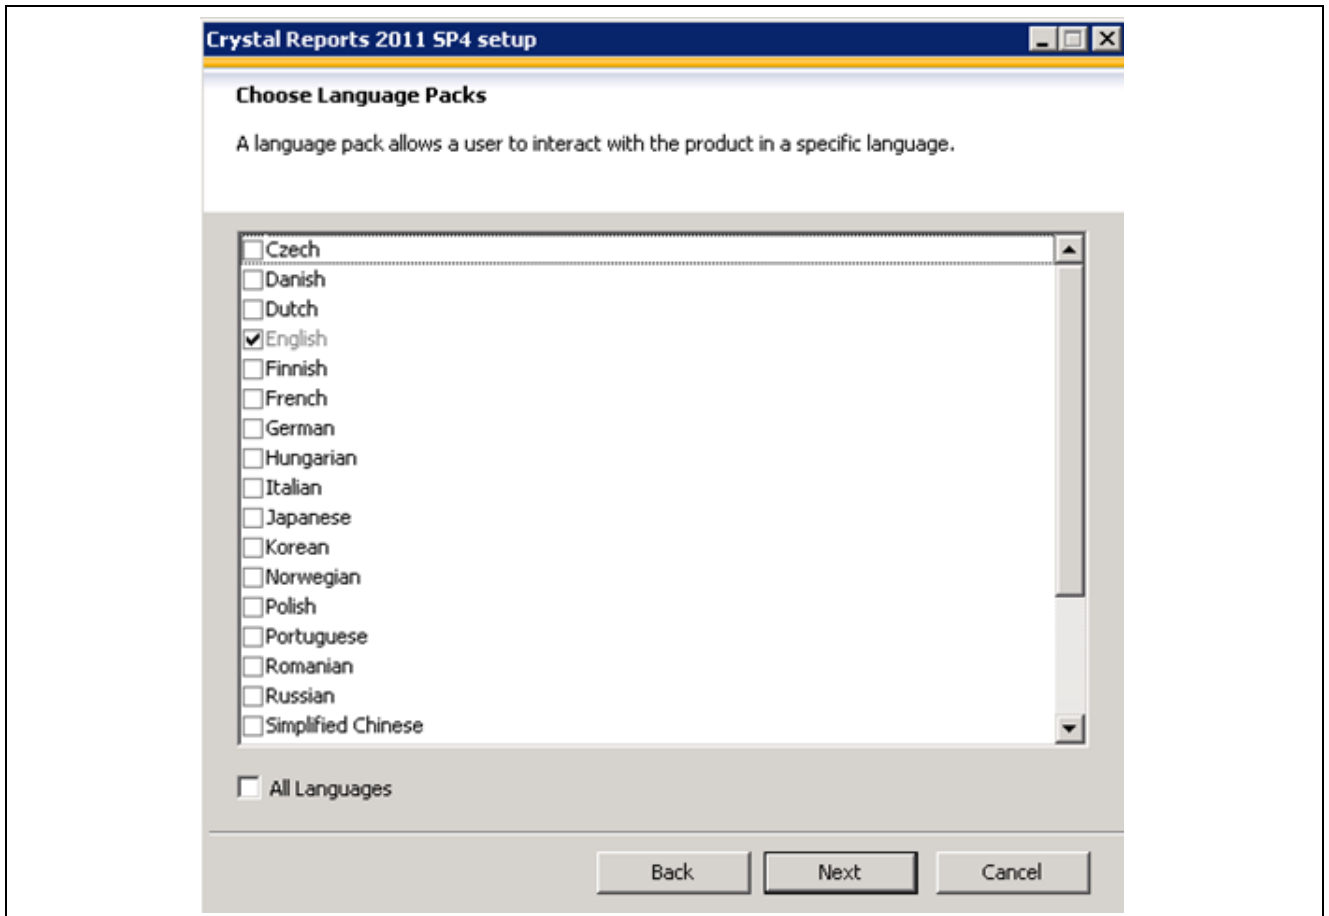 Crystal Reports 2011 SP4 setup
Choose Language Packs
A language pack allows a user to interact with the product in a specific language.
Czech
Danish
Dutch
English
Finnish
French
German
Hungarian
Italian
Japanese
Korean
Norwegian
Polish
Portuguese
Romanian
Russian
Simplified Chinese
All Languages
Back Next Cancel